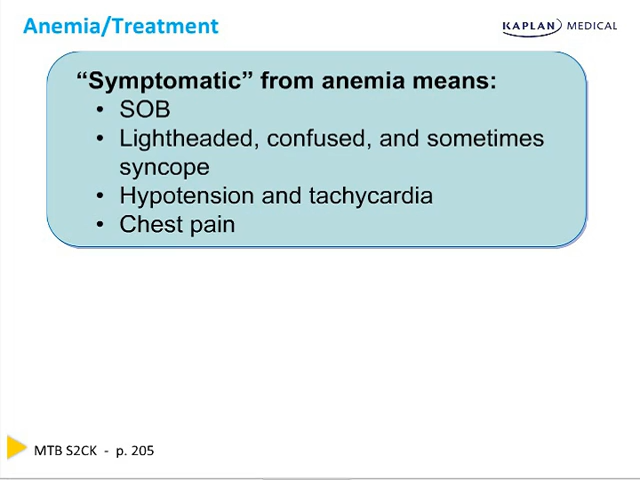 Anemia/Treatment
KAPLAN MEDICAL
“Symptomatic” from anemia means:
• SOB
• Lightheaded, confused, and sometimes
syncope
• Hypotension and tachycardia
• Chest pain
MTB S2CK - p. 205